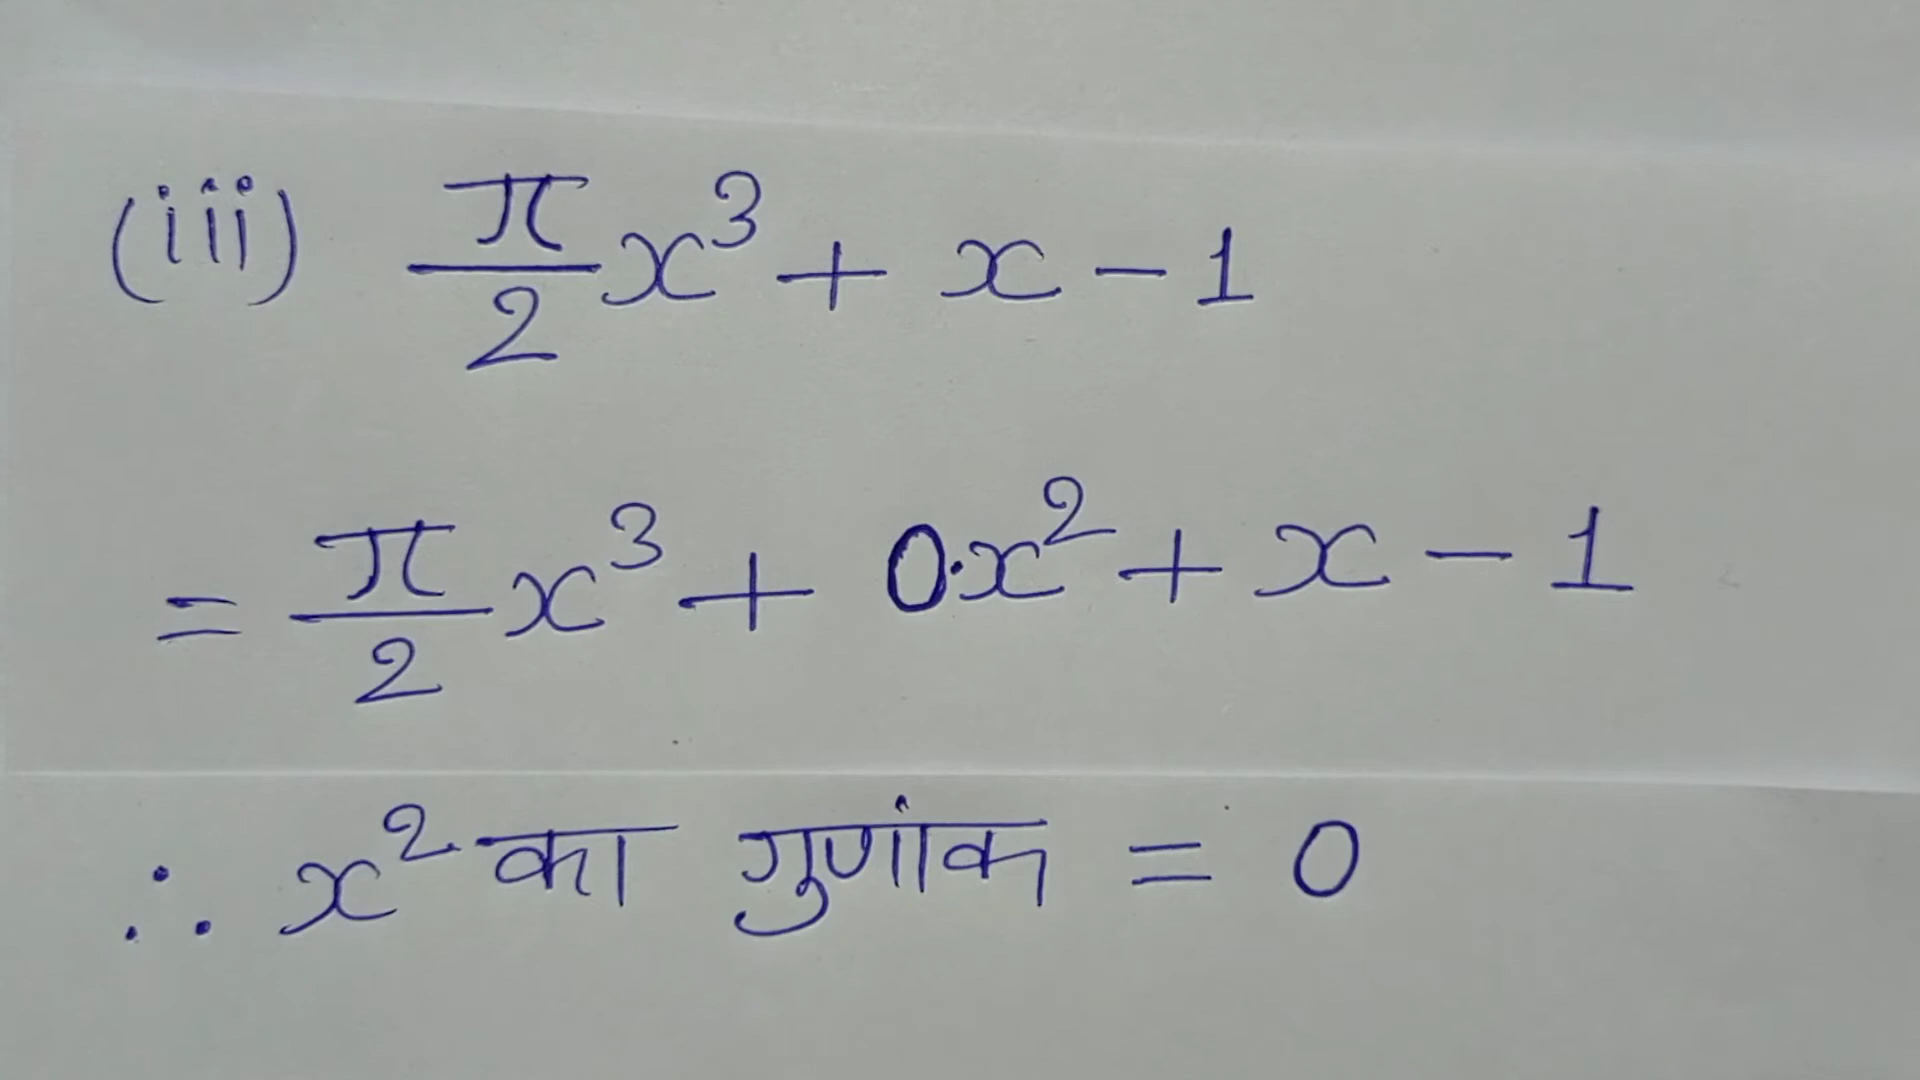 (iii) π/2 x³ + x − 1
= π/2 x³ + 0·x² + x − 1
∴ x² का गुणांक = 0